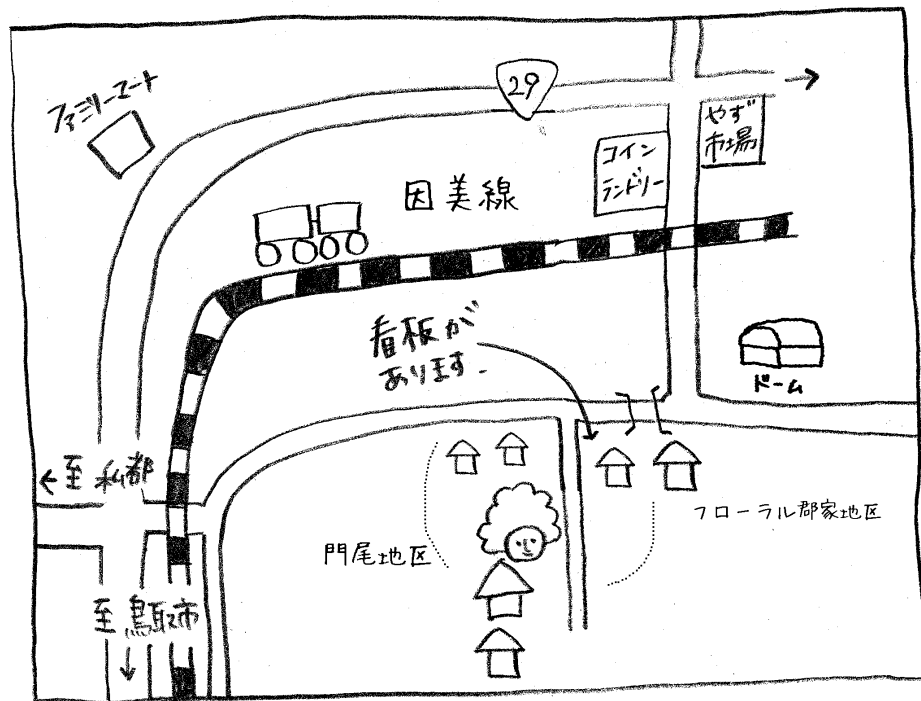 ファミリーマート
29
→
コイン
ランドリー
やず
市場
因美線
看板が
あります.
ドーム
←至 私都
門尾地区
フローラル郡家地区
至 鳥取市
↓